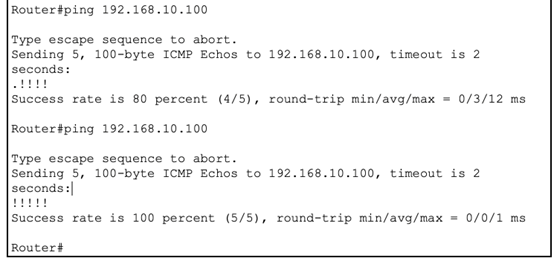 Router#ping 192.168.10.100
Type escape sequence to abort.
Sending 5, 100-byte ICMP Echos to 192.168.10.100, timeout is 2
seconds:
.!!!!
Success rate is 80 percent (4/5), round-trip min/avg/max = 0/3/12 ms
Router#ping 192.168.10.100
Type escape sequence to abort.
Sending 5, 100-byte ICMP Echos to 192.168.10.100, timeout is 2
seconds:
!!!!!
Success rate is 100 percent (5/5), round-trip min/avg/max = 0/0/1 ms
Router#